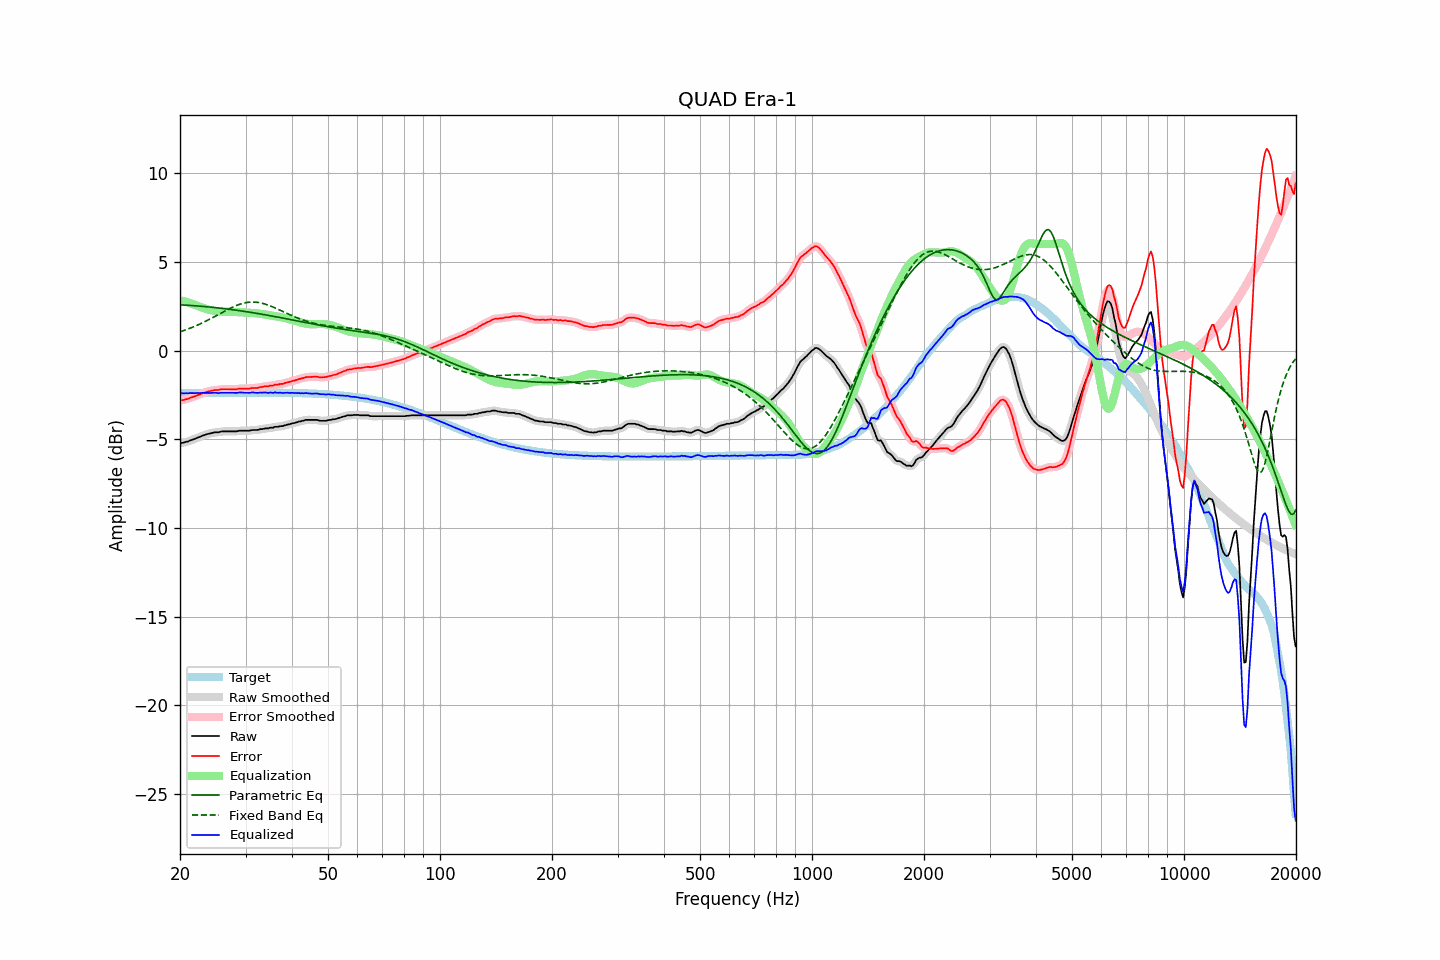 QUAD Era-1
10
5
0
−5
−10
−15
−20
−25
Amplitude (dBr)
Target
Raw Smoothed
Error Smoothed
Raw
Error
Equalization
Parametric Eq
Fixed Band Eq
Equalized
20 50 100 200 500 1000 2000 5000 10000 20000
Frequency (Hz)